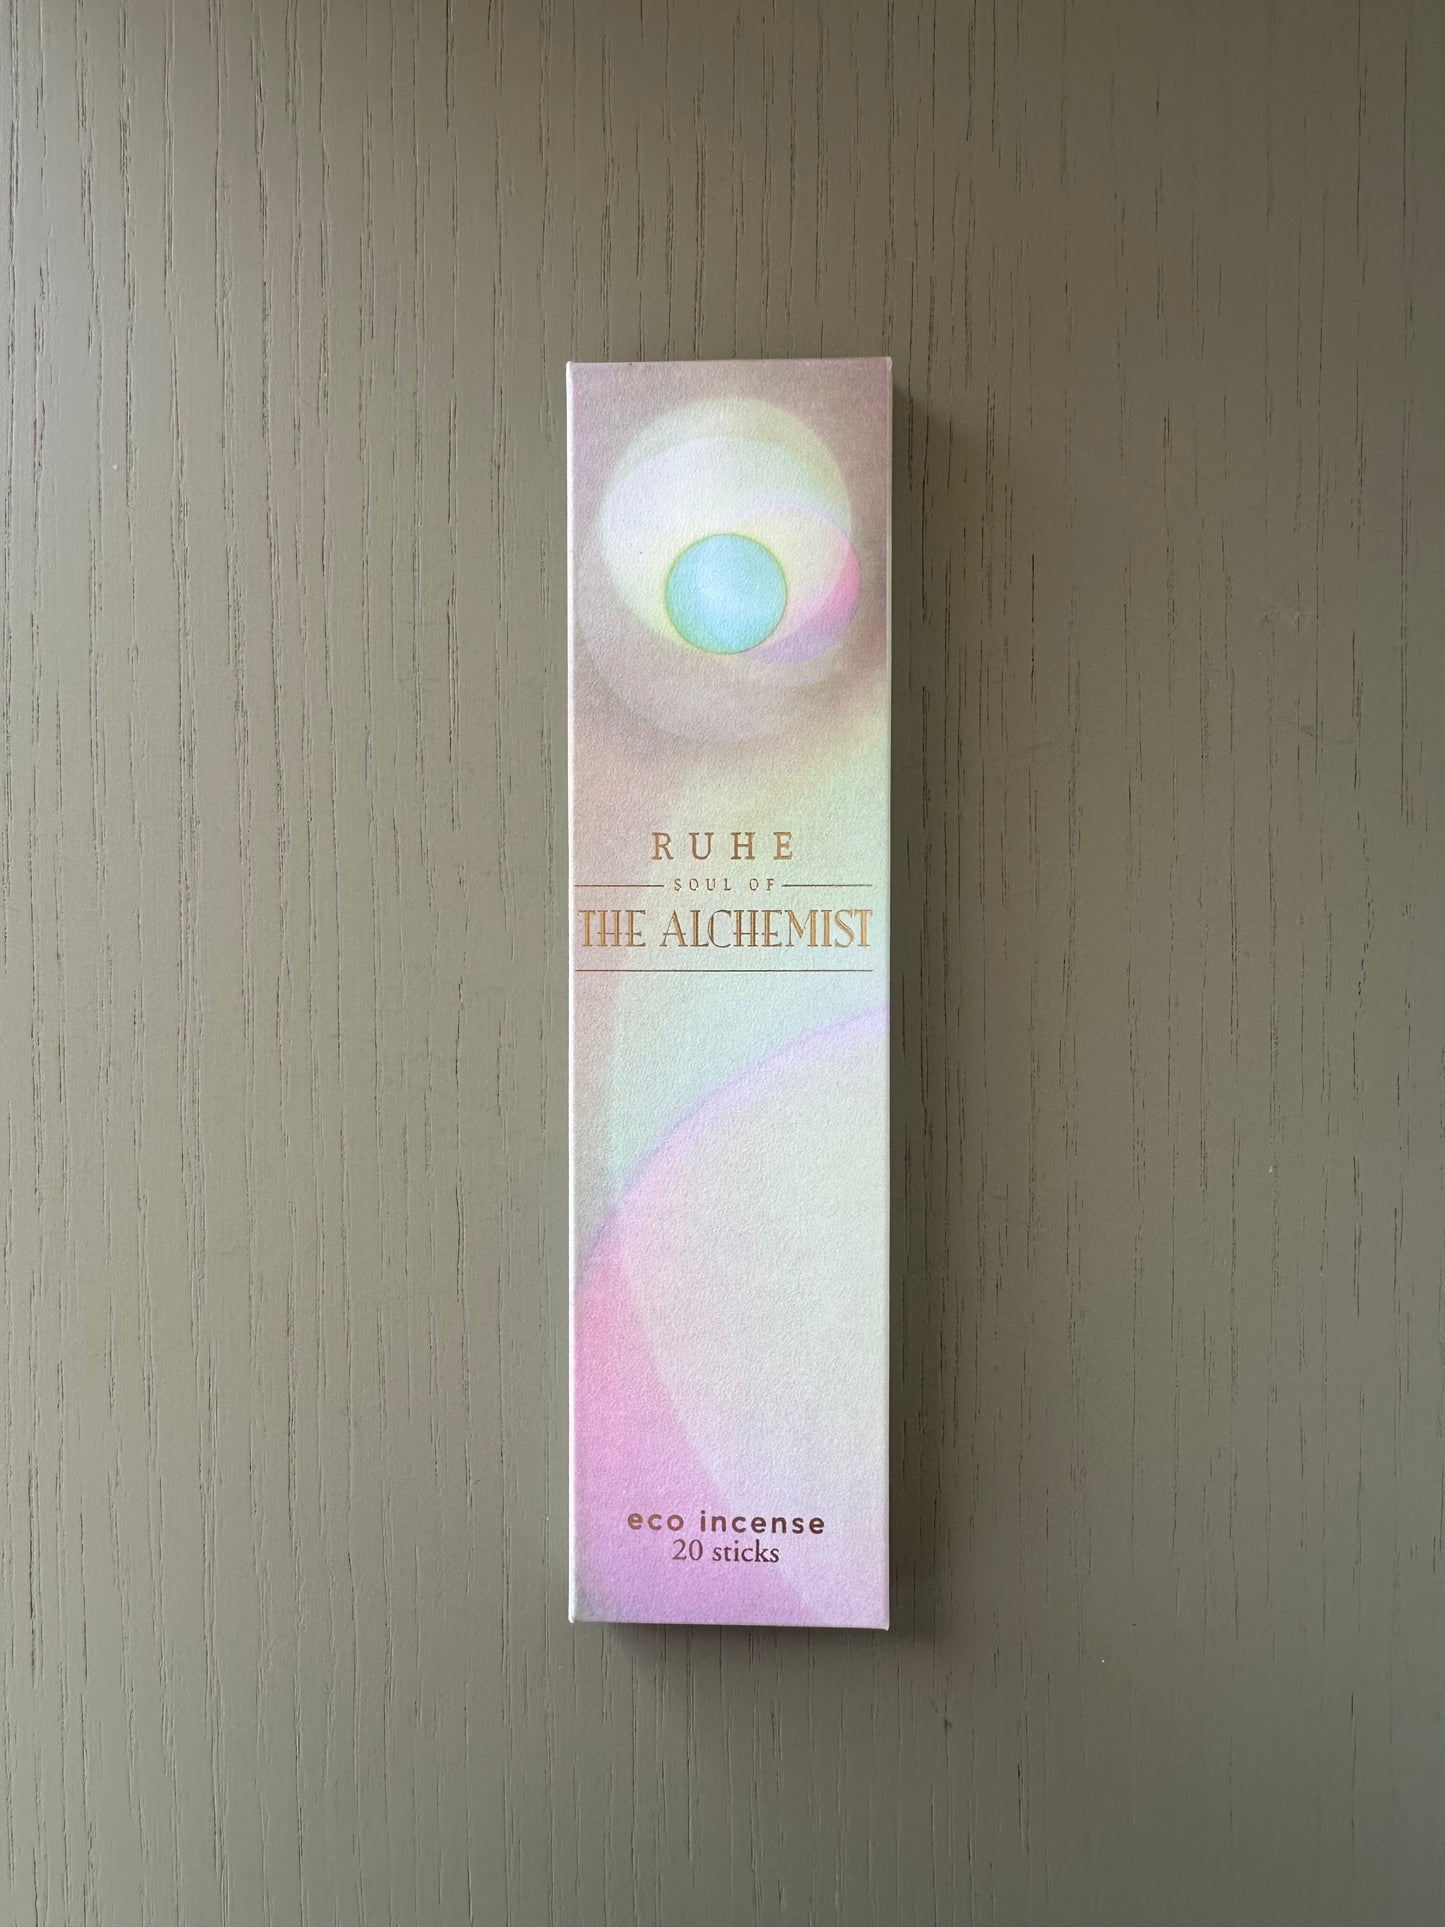 RUHE
SOUL OF
THE ALCHEMIST
eco incense
20 sticks